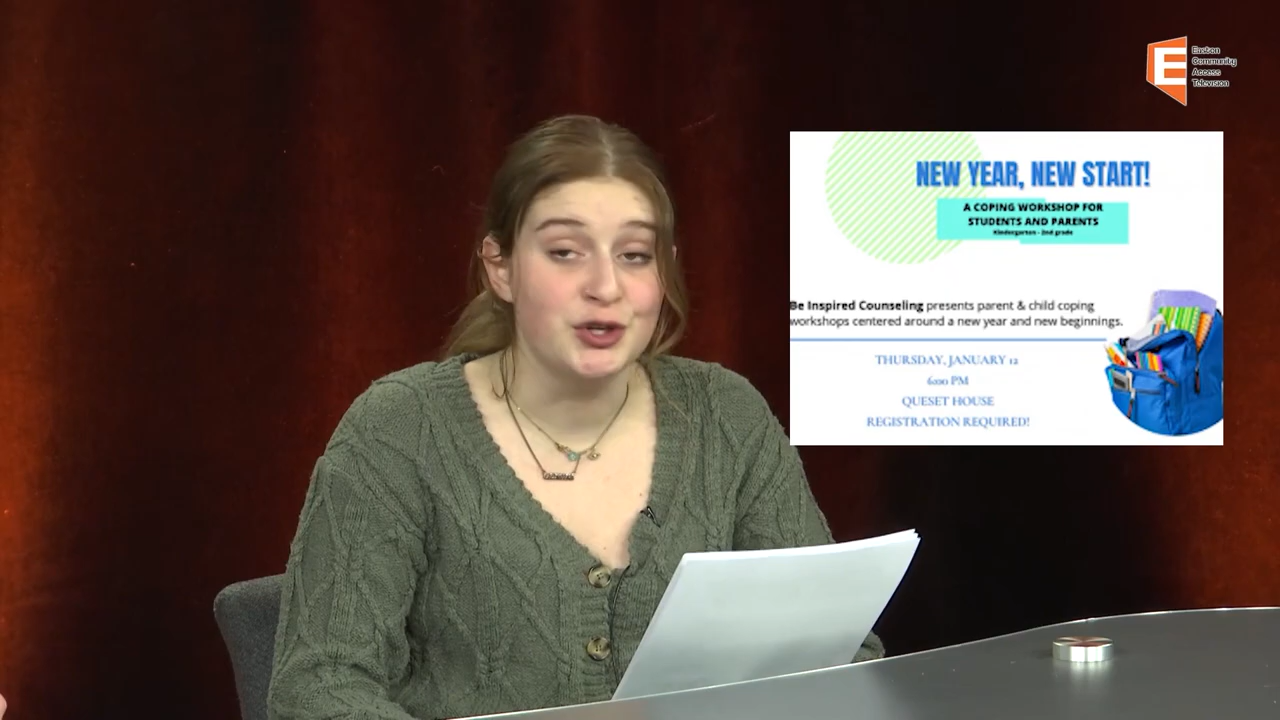 Easton
Community
Access
Television
E
NEW YEAR, NEW START!
A COPING WORKSHOP FOR
STUDENTS AND PARENTS
Kindergarten - 2nd grade
Be Inspired Counseling presents parent & child coping
workshops centered around a new year and new beginnings.
THURSDAY, JANUARY 12
6:00 PM
QUESET HOUSE
REGISTRATION REQUIRED!